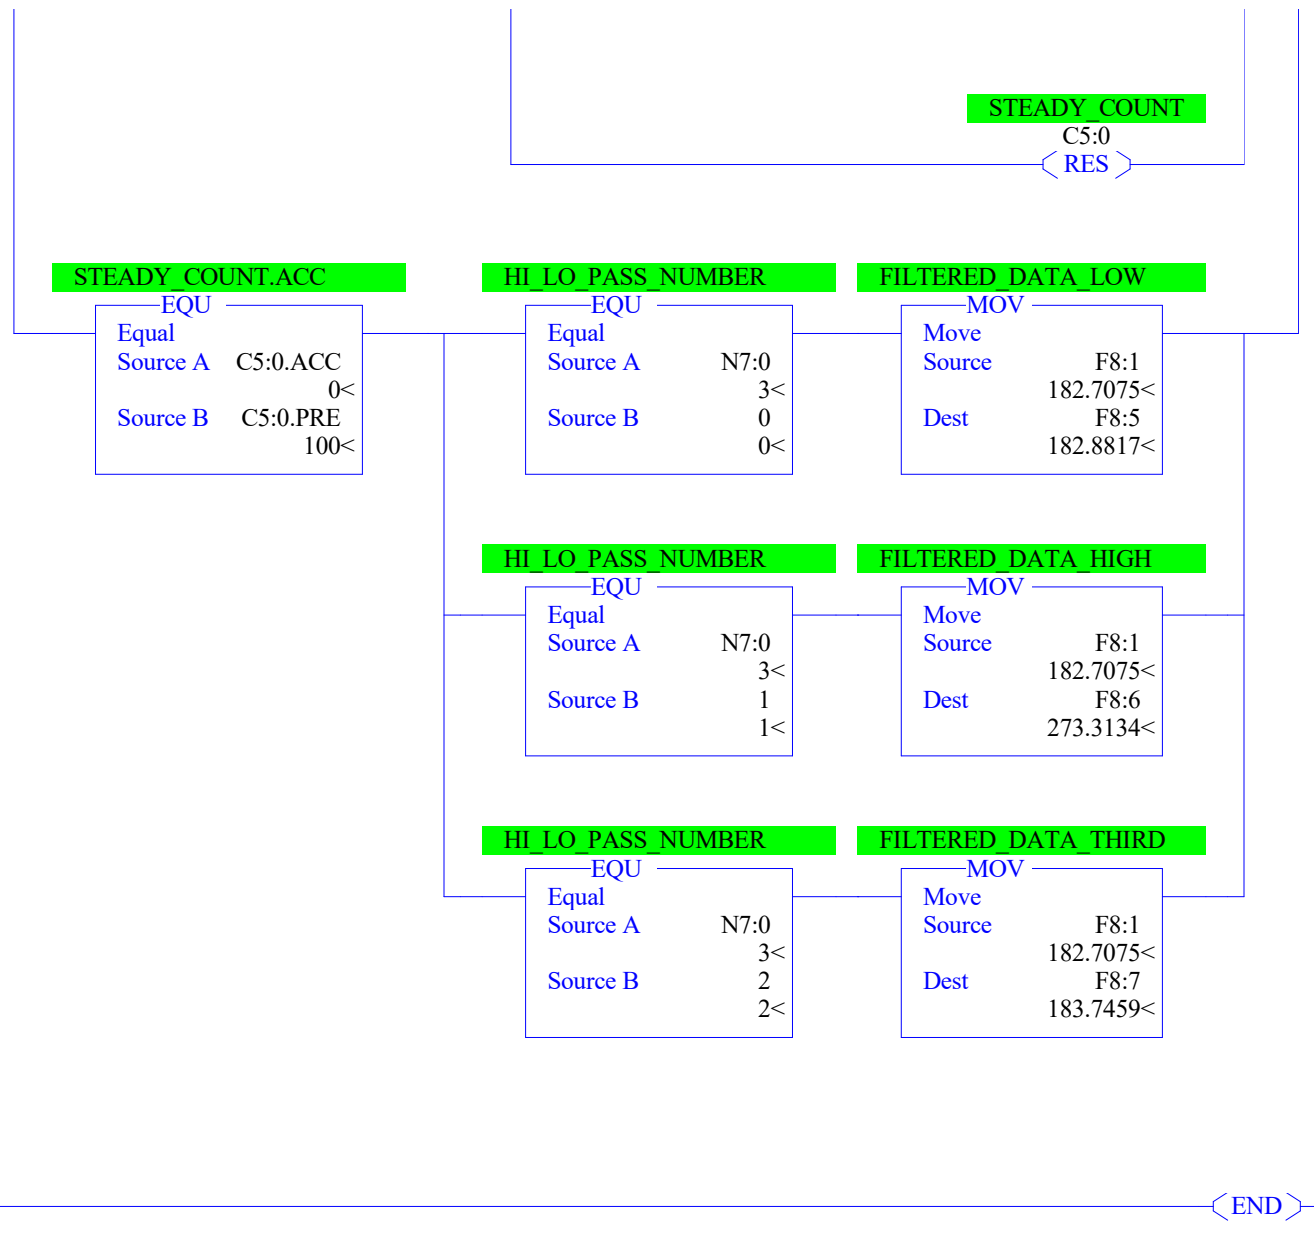 STEADY_COUNT
C5:0
RES
STEADY_COUNT.ACC
EQU
Equal
Source A C5:0.ACC
0<
Source B C5:0.PRE
100<
HI_LO_PASS_NUMBER
EQU
Equal
Source A N7:0
3<
Source B 0
0<
FILTERED_DATA_LOW
MOV
Move
Source F8:1
182.7075<
Dest F8:5
182.8817<
HI_LO_PASS_NUMBER
EQU
Equal
Source A N7:0
3<
Source B 1
1<
FILTERED_DATA_HIGH
MOV
Move
Source F8:1
182.7075<
Dest F8:6
273.3134<
HI_LO_PASS_NUMBER
EQU
Equal
Source A N7:0
3<
Source B 2
2<
FILTERED_DATA_THIRD
MOV
Move
Source F8:1
182.7075<
Dest F8:7
183.7459<
END